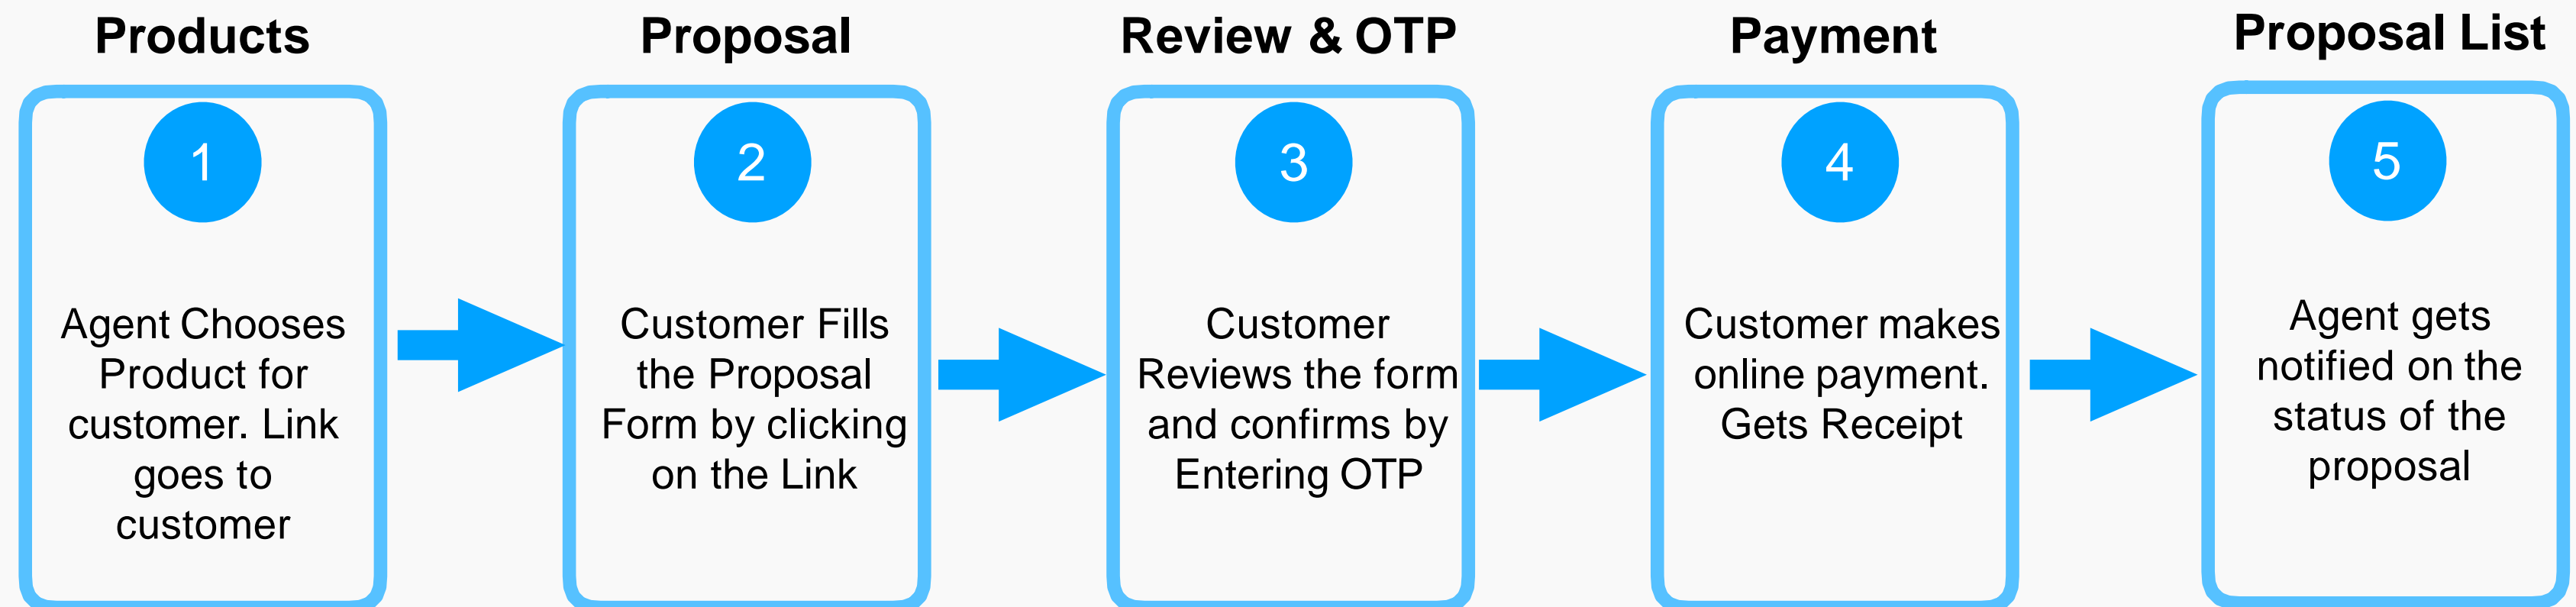 Products
1
Agent Chooses
Product for
customer. Link
goes to
customer
Proposal
2
Customer Fills
the Proposal
Form by clicking
on the Link
Review & OTP
3
Customer
Reviews the form
and confirms by
Entering OTP
Payment
4
Customer makes
online payment.
Gets Receipt
Proposal List
5
Agent gets
notified on the
status of the
proposal